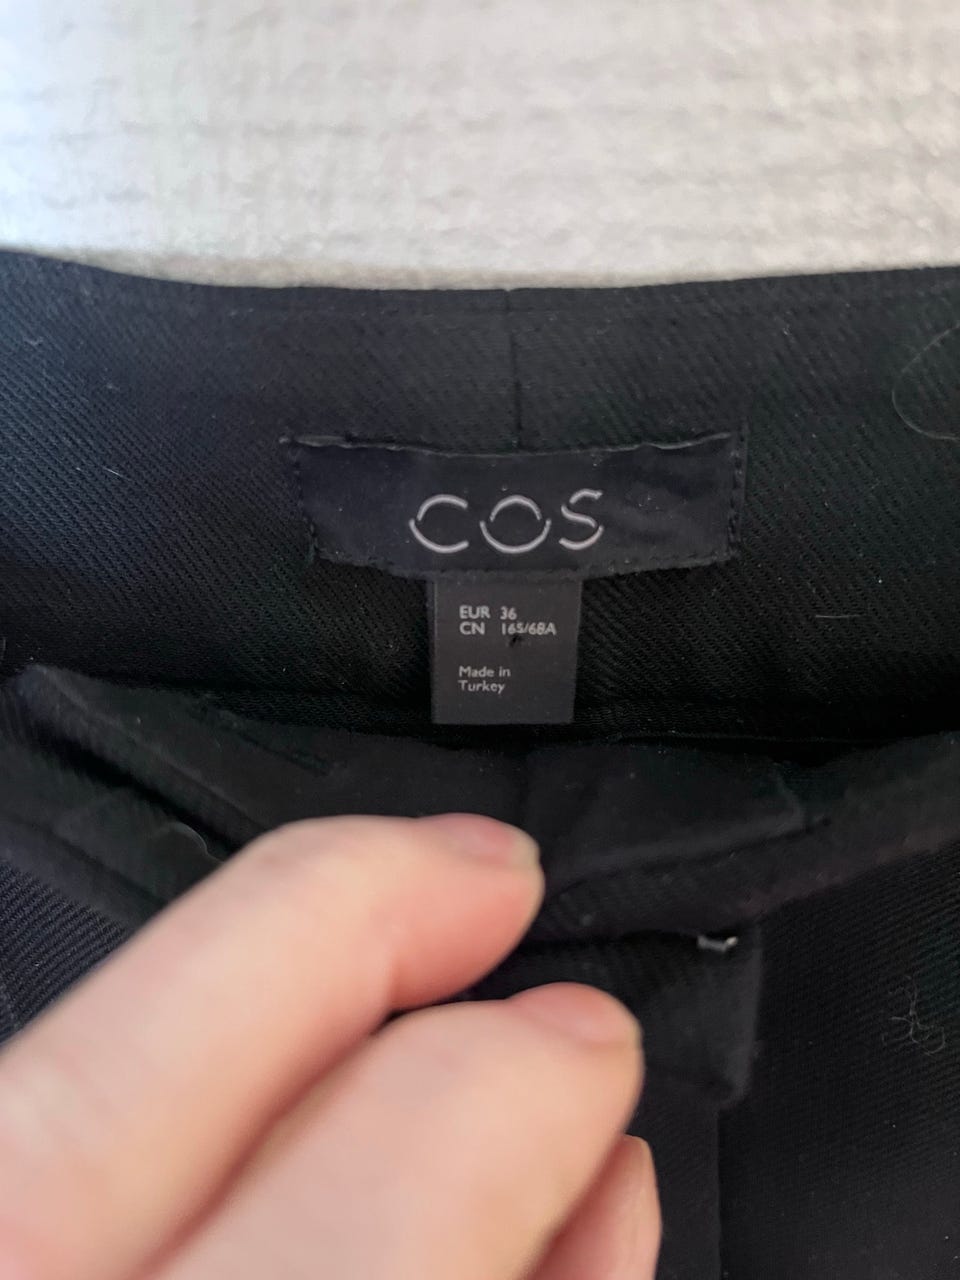 COS
EUR 36
CN 165/68A
Made in
Turkey